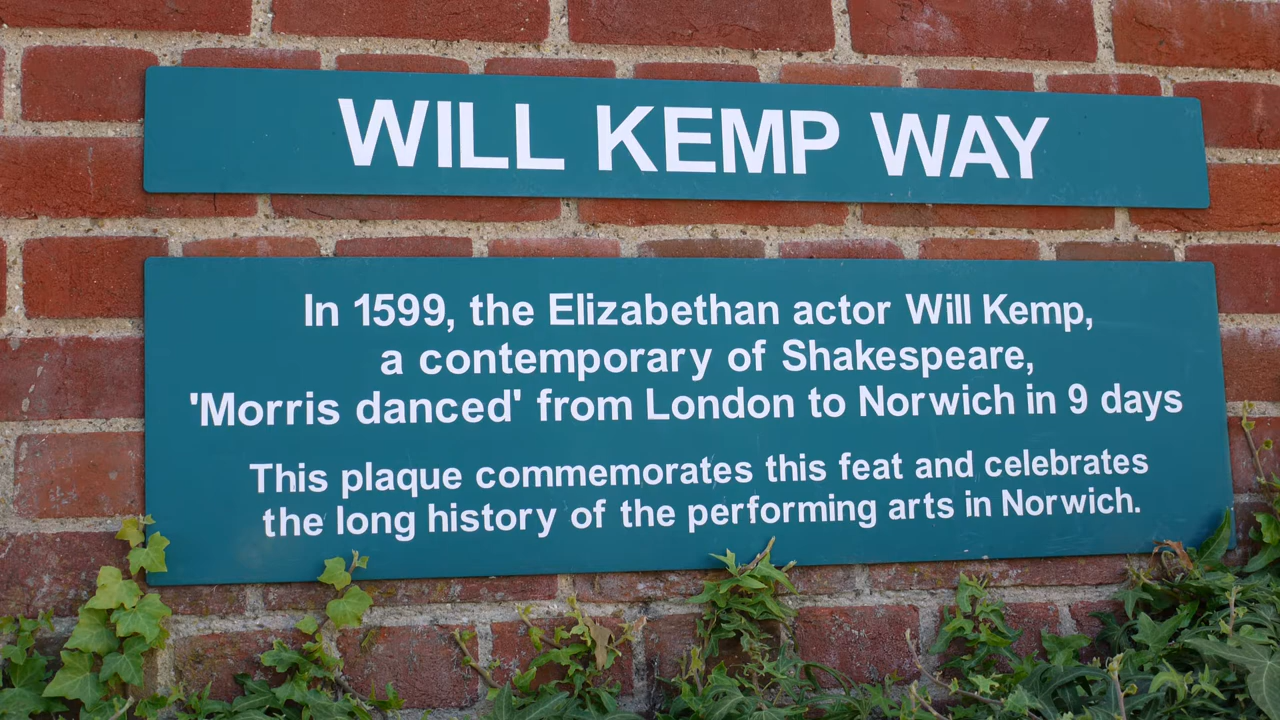 WILL KEMP WAY
In 1599, the Elizabethan actor Will Kemp,
a contemporary of Shakespeare,
'Morris danced' from London to Norwich in 9 days
This plaque commemorates this feat and celebrates
the long history of the performing arts in Norwich.